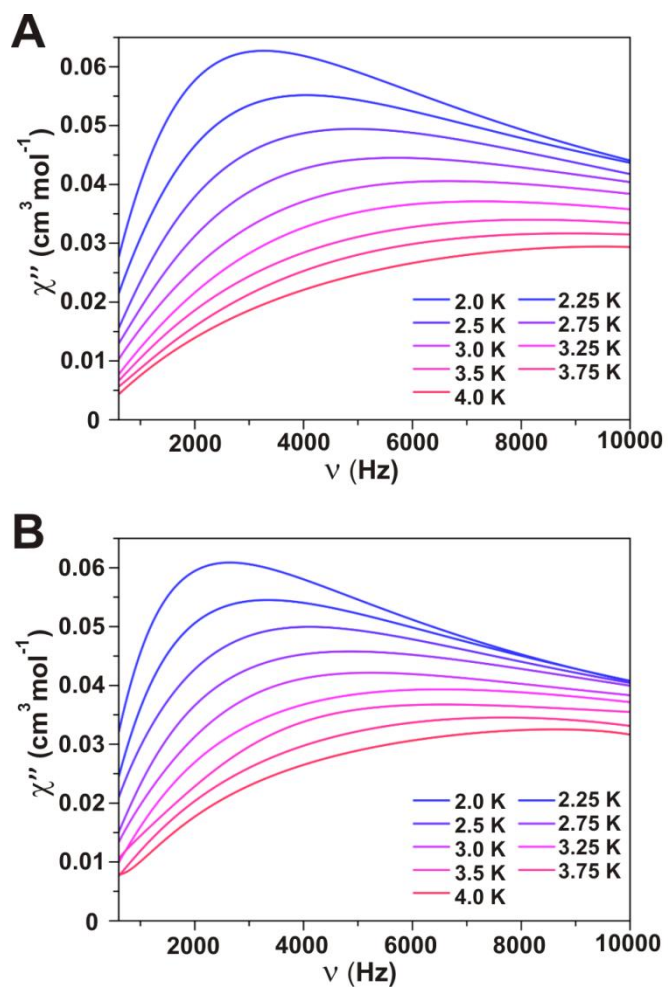 A
0.06
0.05
0.04
0.03
0.02
0.01
0
χ″ (cm³mol⁻¹)
2.0 K 2.25 K
2.5 K 2.75 K
3.0 K 3.25 K
3.5 K 3.75 K
4.0 K
2000 4000 6000 8000 10000
ν (Hz)
B
0.06
0.05
0.04
0.03
0.02
0.01
0
χ″ (cm³mol⁻¹)
2.0 K 2.25 K
2.5 K 2.75 K
3.0 K 3.25 K
3.5 K 3.75 K
4.0 K
2000 4000 6000 8000 10000
ν (Hz)